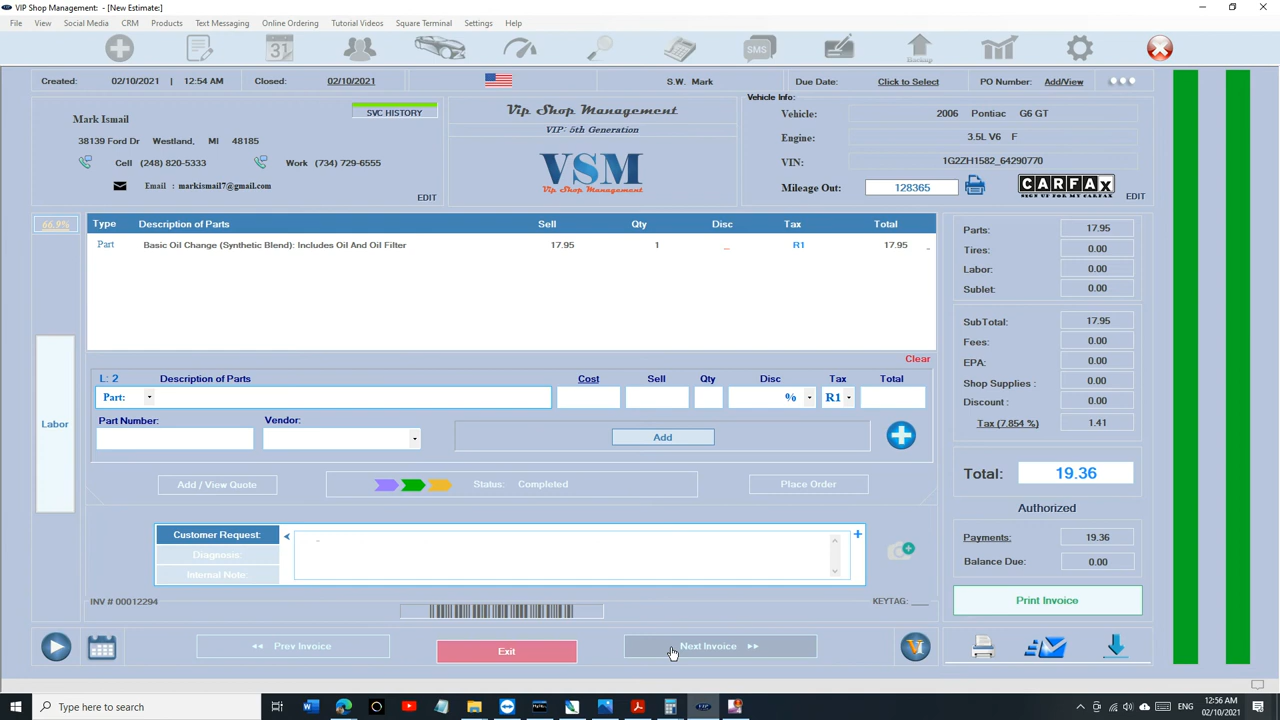 VIP Shop Management: - [New Estimate:]
File View Social Media CRM Products Text Messaging Online Ordering Tutorial Videos Square Terminal Settings Help
31 SMS Backup
Created: 02/10/2021 | 12:54 AM Closed: 02/10/2021 S.W. Mark Due Date: Click to Select PO Number: Add/View
Mark Ismail
SVC HISTORY
38139 Ford Dr Westland, MI 48185
Cell (248) 820-5333 Work (734) 729-6555
Email : markismail7@gmail.com
EDIT
Vip Shop Management
VIP: 5th Generation
VSM
Vip Shop Management
Vehicle Info:
Vehicle: 2006 Pontiac G6 GT
Engine: 3.5L V6 F
VIN: 1G2ZH1582_64290770
Mileage Out: 128365 CARFAX
SIGN UP FOR MY CARFAX
EDIT
66.9%
Type Description of Parts Sell Qty Disc Tax Total
Part Basic Oil Change (Synthetic Blend): Includes Oil And Oil Filter 17.95 1 _ R1 17.95 _
Clear
Labor
L: 2 Description of Parts Cost Sell Qty Disc Tax Total
Part: % R1
Part Number: Vendor:
Add
Add / View Quote Status: Completed Place Order
Customer Request:
Diagnosis:
Internal Note:
-
INV # 00012294 KEYTAG: ___
Prev Invoice Exit Next Invoice
Parts: 17.95
Tires: 0.00
Labor: 0.00
Sublet: 0.00
SubTotal: 17.95
Fees: 0.00
EPA: 0.00
Shop Supplies : 0.00
Discount : 0.00
Tax (7.854 %) 1.41
Total: 19.36
Authorized
Payments: 19.36
Balance Due: 0.00
Print Invoice
Type here to search
ENG 12:56 AM
02/10/2021